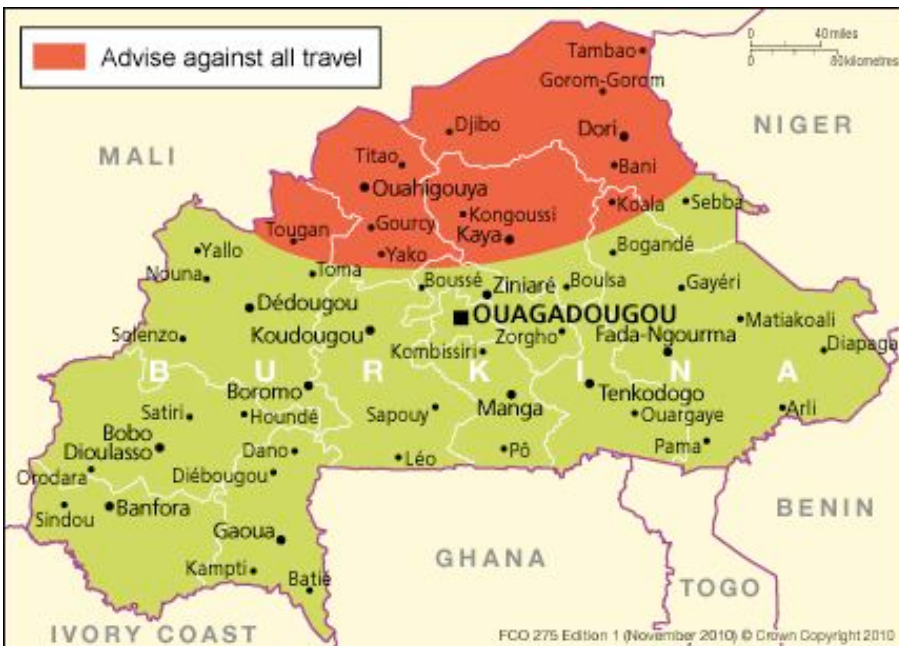 Advise against all travel
40 miles
80 kilometres
Tambao
Gorom-Gorom
NIGER
Djibo
Dori
MALI
Titao
Bani
Ouahigouya
Koala
Sebba
Kongoussi
Gourcy
Tougan
Kaya
Yallo
Yako
Bogandé
Nouna
Toma
Boussé
Ziniaré
Boulsa
Gayéri
Dédougou
OUAGADOUGOU
Matiakoali
Solenzo
Koudougou
Zorgho
Fada-Ngourma
Diapaga
Kombissiri
BURKINA
Boromo
Tenkodogo
Satiri
Houndé
Sapouy
Manga
Ouargaye
Arli
Bobo
Dioulasso
Dano
Léo
Pô
Pama
Orodara
Diébougou
Sindou
Banfora
BENIN
Gaoua
GHANA
Kampti
Batié
TOGO
IVORY COAST
FCO 275 Edition 1 (November 2010) © Crown Copyright 2010